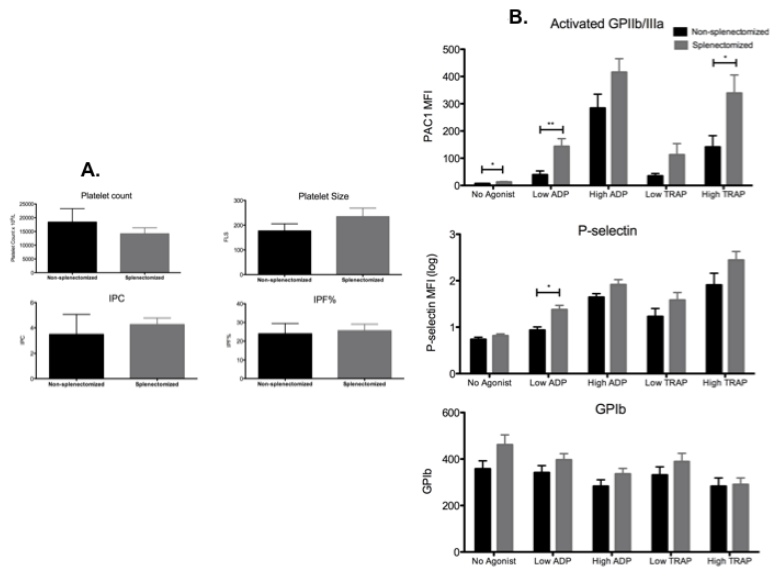 A.
Platelet count
Platelet Count x 10⁹/L
25000
20000
15000
10000
5000
0
Non-splenectomized
Splenectomized
Platelet Size
FLS
300
200
100
0
Non-splenectomized
Splenectomized
IPC
IPC
6
4
2
0
Non-splenectomized
Splenectomized
IPF%
IPF%
40
30
20
10
0
Non-splenectomized
Splenectomized
B.
Activated GPIIb/IIIa
Non-splenectomized
Splenectomized
PAC1 MFI
500
400
300
200
100
0
*
**
*
No Agonist
Low ADP
High ADP
Low TRAP
High TRAP
P-selectin
P-selectin MFI (log)
3
2
1
0
*
No Agonist
Low ADP
High ADP
Low TRAP
High TRAP
GPIb
GPIb
600
400
200
0
No Agonist
Low ADP
High ADP
Low TRAP
High TRAP